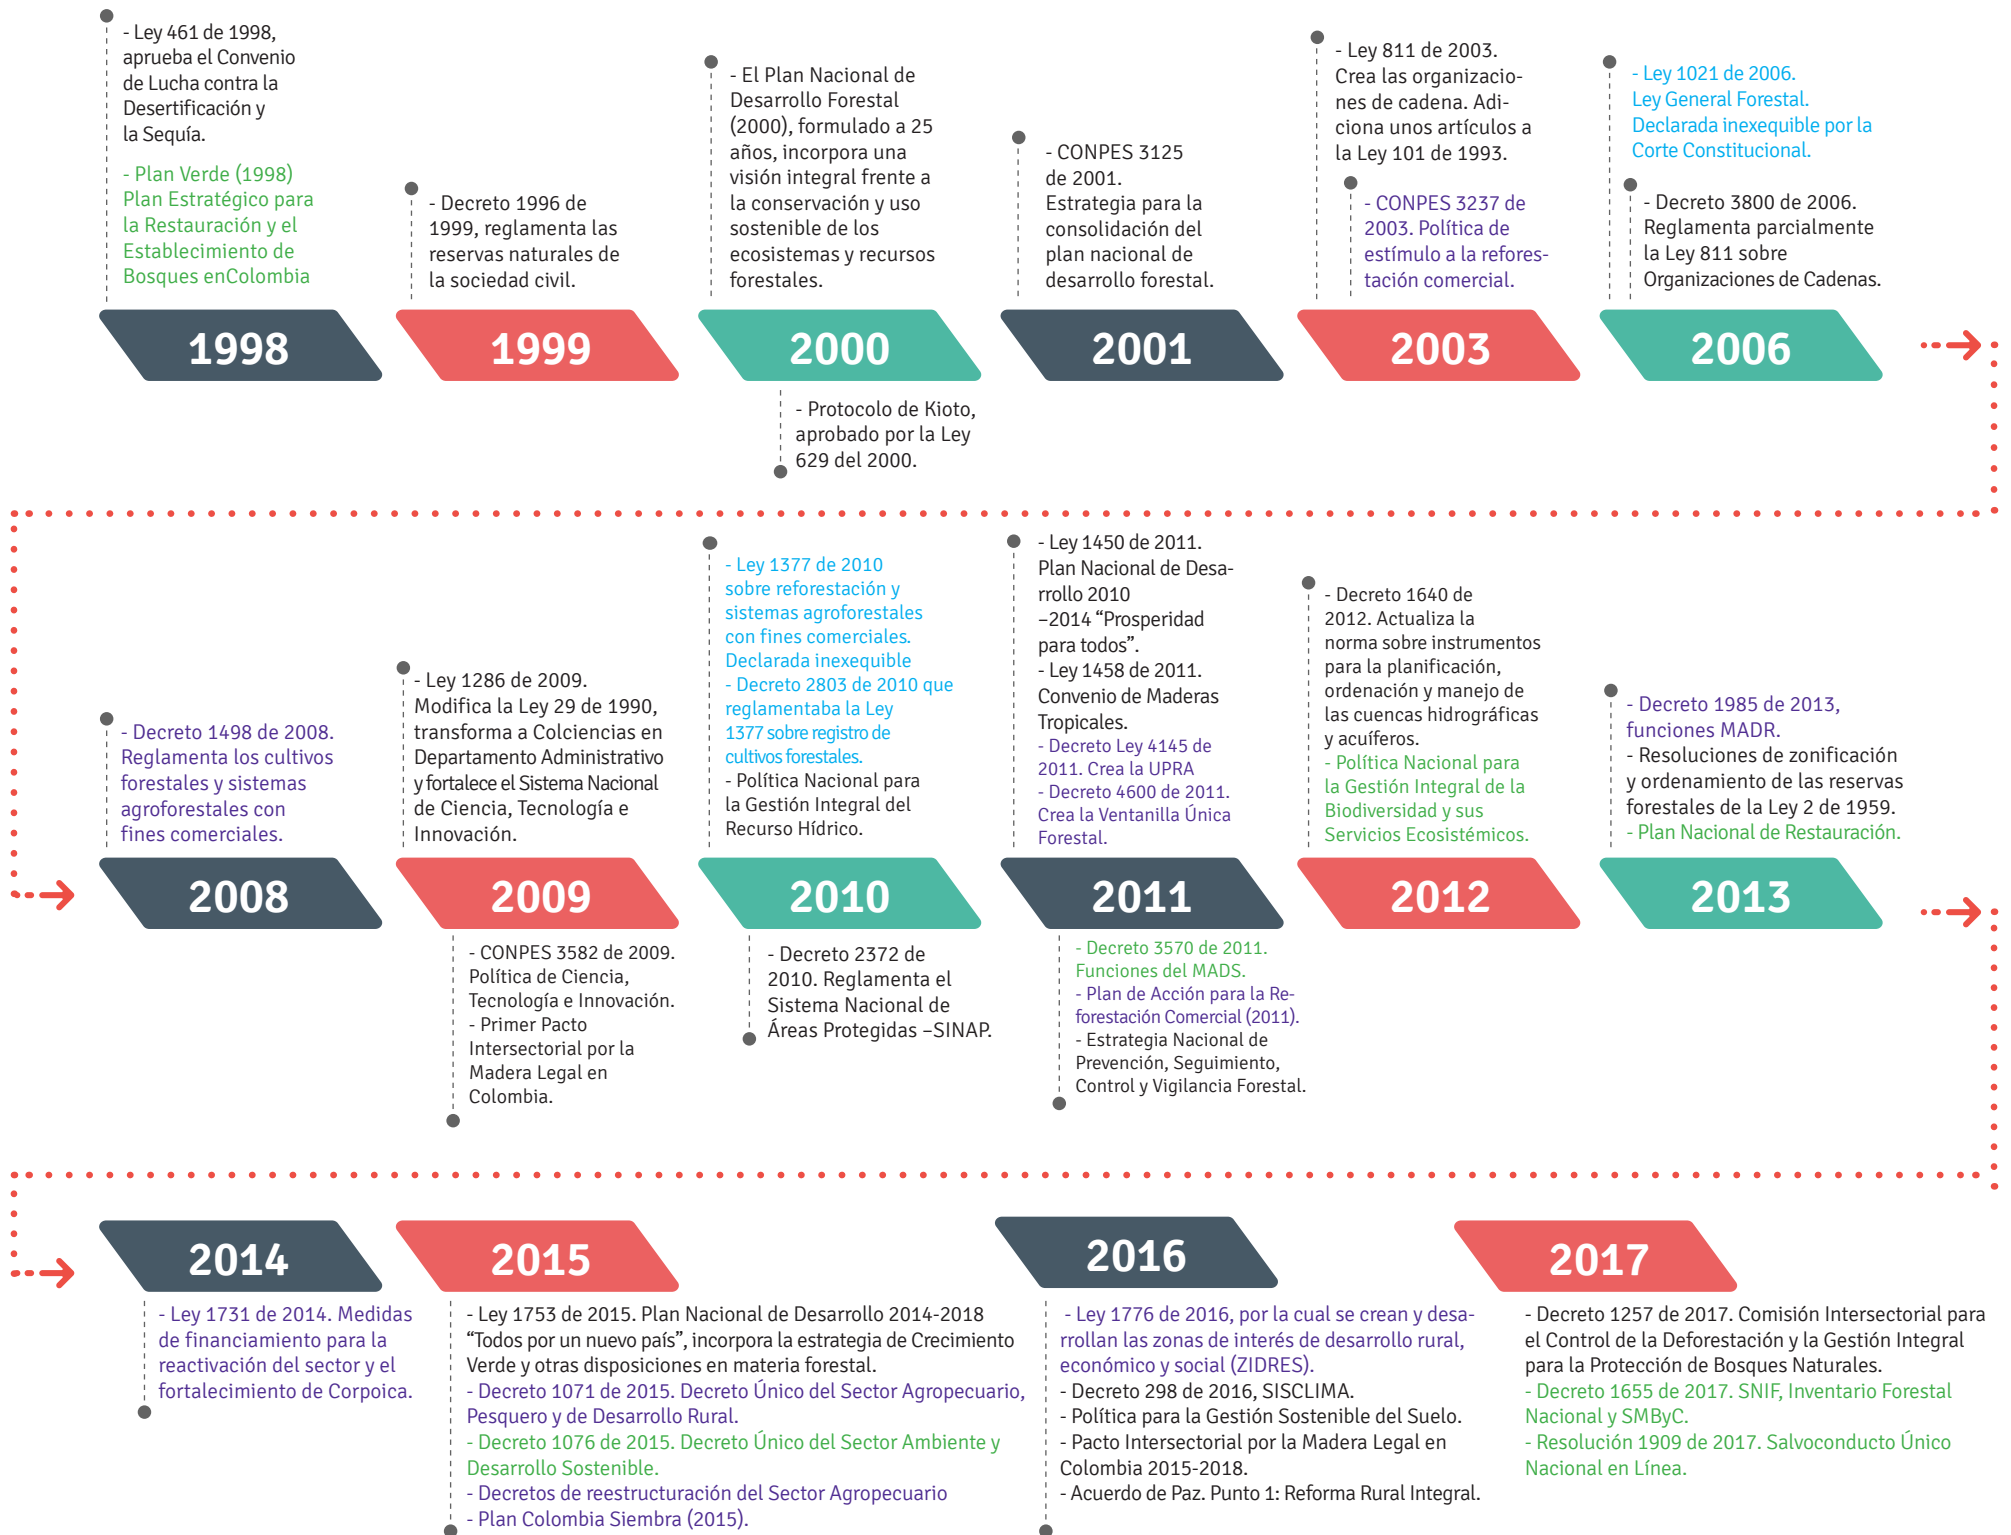 - Ley 461 de 1998,
aprueba el Convenio
de Lucha contra la
Desertificación y
la Sequía.
- Plan Verde (1998)
Plan Estratégico para
la Restauración y el
Establecimiento de
Bosques enColombia
1998
- Decreto 1996 de
1999, reglamenta las
reservas naturales de
la sociedad civil.
1999
- El Plan Nacional de
Desarrollo Forestal
(2000), formulado a 25
años, incorpora una
visión integral frente a
la conservación y uso
sostenible de los
ecosistemas y recursos
forestales.
2000
- Protocolo de Kioto,
aprobado por la Ley
629 del 2000.
- CONPES 3125
de 2001.
Estrategia para la
consolidación del
plan nacional de
desarrollo forestal.
2001
- Ley 811 de 2003.
Crea las organizacio-
nes de cadena. Adi-
ciona unos artículos a
la Ley 101 de 1993.
- CONPES 3237 de
2003. Política de
estímulo a la refores-
tación comercial.
2003
- Ley 1021 de 2006.
Ley General Forestal.
Declarada inexequible por la
Corte Constitucional.
- Decreto 3800 de 2006.
Reglamenta parcialmente
la Ley 811 sobre
Organizaciones de Cadenas.
2006
- Decreto 1498 de 2008.
Reglamenta los cultivos
forestales y sistemas
agroforestales con
fines comerciales.
2008
- Ley 1286 de 2009.
Modifica la Ley 29 de 1990,
transforma a Colciencias en
Departamento Administrativo
y fortalece el Sistema Nacional
de Ciencia, Tecnología e
Innovación.
2009
- CONPES 3582 de 2009.
Política de Ciencia,
Tecnología e Innovación.
- Primer Pacto
Intersectorial por la
Madera Legal en
Colombia.
- Ley 1377 de 2010
sobre reforestación y
sistemas agroforestales
con fines comerciales.
Declarada inexequible
- Decreto 2803 de 2010 que
reglamentaba la Ley
1377 sobre registro de
cultivos forestales.
- Política Nacional para
la Gestión Integral del
Recurso Hídrico.
2010
- Decreto 2372 de
2010. Reglamenta el
Sistema Nacional de
Áreas Protegidas –SINAP.
- Ley 1450 de 2011.
Plan Nacional de Desa-
rrollo 2010
–2014 “Prosperidad
para todos”.
- Ley 1458 de 2011.
Convenio de Maderas
Tropicales.
- Decreto Ley 4145 de
2011. Crea la UPRA
- Decreto 4600 de 2011.
Crea la Ventanilla Única
Forestal.
2011
- Decreto 3570 de 2011.
Funciones del MADS.
- Plan de Acción para la Re-
forestación Comercial (2011).
- Estrategia Nacional de
Prevención, Seguimiento,
Control y Vigilancia Forestal.
- Decreto 1640 de
2012. Actualiza la
norma sobre instrumentos
para la planificación,
ordenación y manejo de
las cuencas hidrográficas
y acuíferos.
- Política Nacional para
la Gestión Integral de la
Biodiversidad y sus
Servicios Ecosistémicos.
2012
- Decreto 1985 de 2013,
funciones MADR.
- Resoluciones de zonificación
y ordenamiento de las reservas
forestales de la Ley 2 de 1959.
- Plan Nacional de Restauración.
2013
2014
- Ley 1731 de 2014. Medidas
de financiamiento para la
reactivación del sector y el
fortalecimiento de Corpoica.
2015
- Ley 1753 de 2015. Plan Nacional de Desarrollo 2014-2018
“Todos por un nuevo país”, incorpora la estrategia de Crecimiento
Verde y otras disposiciones en materia forestal.
- Decreto 1071 de 2015. Decreto Único del Sector Agropecuario,
Pesquero y de Desarrollo Rural.
- Decreto 1076 de 2015. Decreto Único del Sector Ambiente y
Desarrollo Sostenible.
- Decretos de reestructuración del Sector Agropecuario
- Plan Colombia Siembra (2015).
2016
- Ley 1776 de 2016, por la cual se crean y desa-
rrollan las zonas de interés de desarrollo rural,
económico y social (ZIDRES).
- Decreto 298 de 2016, SISCLIMA.
- Política para la Gestión Sostenible del Suelo.
- Pacto Intersectorial por la Madera Legal en
Colombia 2015-2018.
- Acuerdo de Paz. Punto 1: Reforma Rural Integral.
2017
- Decreto 1257 de 2017. Comisión Intersectorial para
el Control de la Deforestación y la Gestión Integral
para la Protección de Bosques Naturales.
- Decreto 1655 de 2017. SNIF, Inventario Forestal
Nacional y SMByC.
- Resolución 1909 de 2017. Salvoconducto Único
Nacional en Línea.